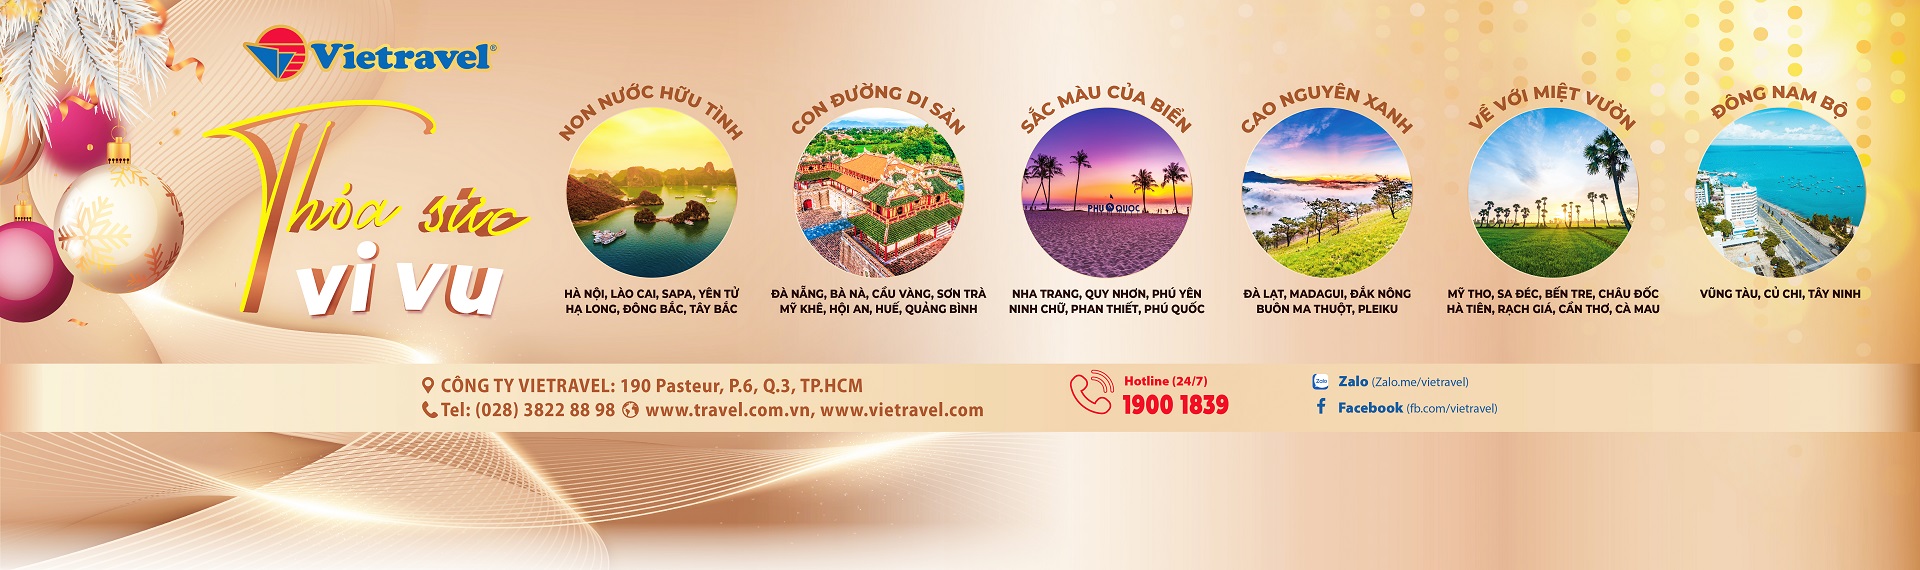 Vietravel®
Thỏa sức
vi vu
NON NƯỚC HỮU TÌNH
HÀ NỘI, LÀO CAI, SAPA, YÊN TỬ
HẠ LONG, ĐÔNG BẮC, TÂY BẮC
CON ĐƯỜNG DI SẢN
ĐÀ NẴNG, BÀ NÀ, CẦU VÀNG, SƠN TRÀ
MỸ KHÊ, HỘI AN, HUẾ, QUẢNG BÌNH
SẮC MÀU CỦA BIỂN
PHU QUOC
NHA TRANG, QUY NHƠN, PHÚ YÊN
NINH CHỮ, PHAN THIẾT, PHÚ QUỐC
CAO NGUYÊN XANH
ĐÀ LẠT, MADAGUI, ĐẮK NÔNG
BUÔN MA THUỘT, PLEIKU
VỀ VỚI MIỆT VƯỜN
MỸ THO, SA ĐÉC, BẾN TRE, CHÂU ĐỐC
HÀ TIÊN, RẠCH GIÁ, CẦN THƠ, CÀ MAU
ĐÔNG NAM BỘ
VŨNG TÀU, CỦ CHI, TÂY NINH
CÔNG TY VIETRAVEL: 190 Pasteur, P.6, Q.3, TP.HCM
Tel: (028) 3822 88 98 www.travel.com.vn, www.vietravel.com
Hotline (24/7)
1900 1839
Zalo Zalo (Zalo.me/vietravel)
Facebook (fb.com/vietravel)